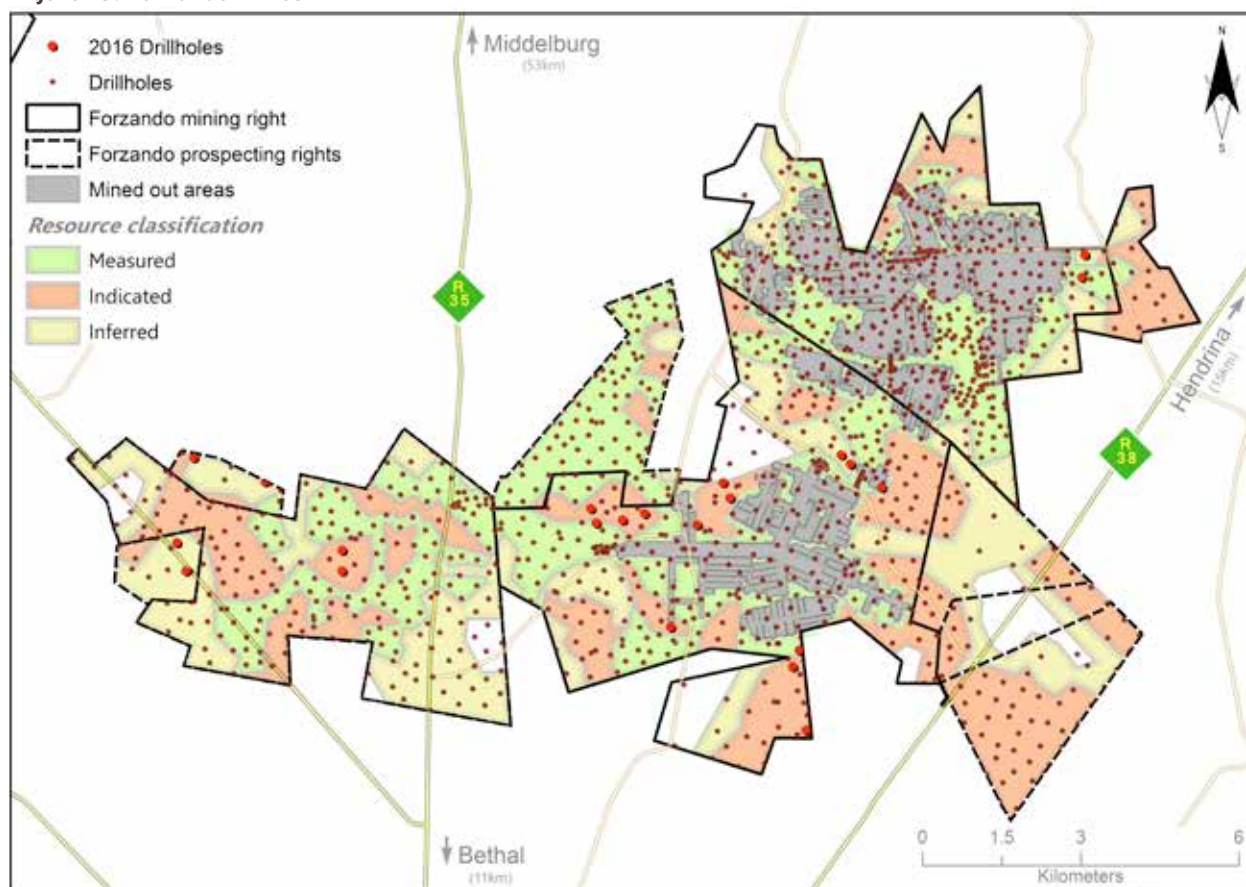 2016 Drillholes
Drillholes
Forzando mining right
Forzando prospecting rights
Mined out areas
Resource classification
Measured
Indicated
Inferred
Middelburg
(53km)
N
S
R
35
Hendrina
(15km)
R
38
Bethal
(11km)
0 1.5 3 6
Kilometers